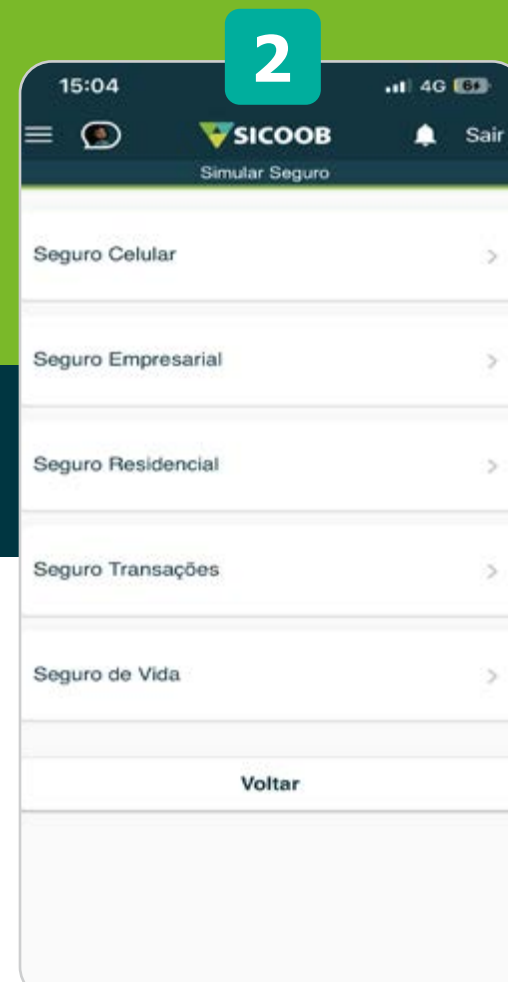 2
15:04 4G
SICOOB Sair
Simular Seguro
Seguro Celular
Seguro Empresarial
Seguro Residencial
Seguro Transações
Seguro de Vida
Voltar